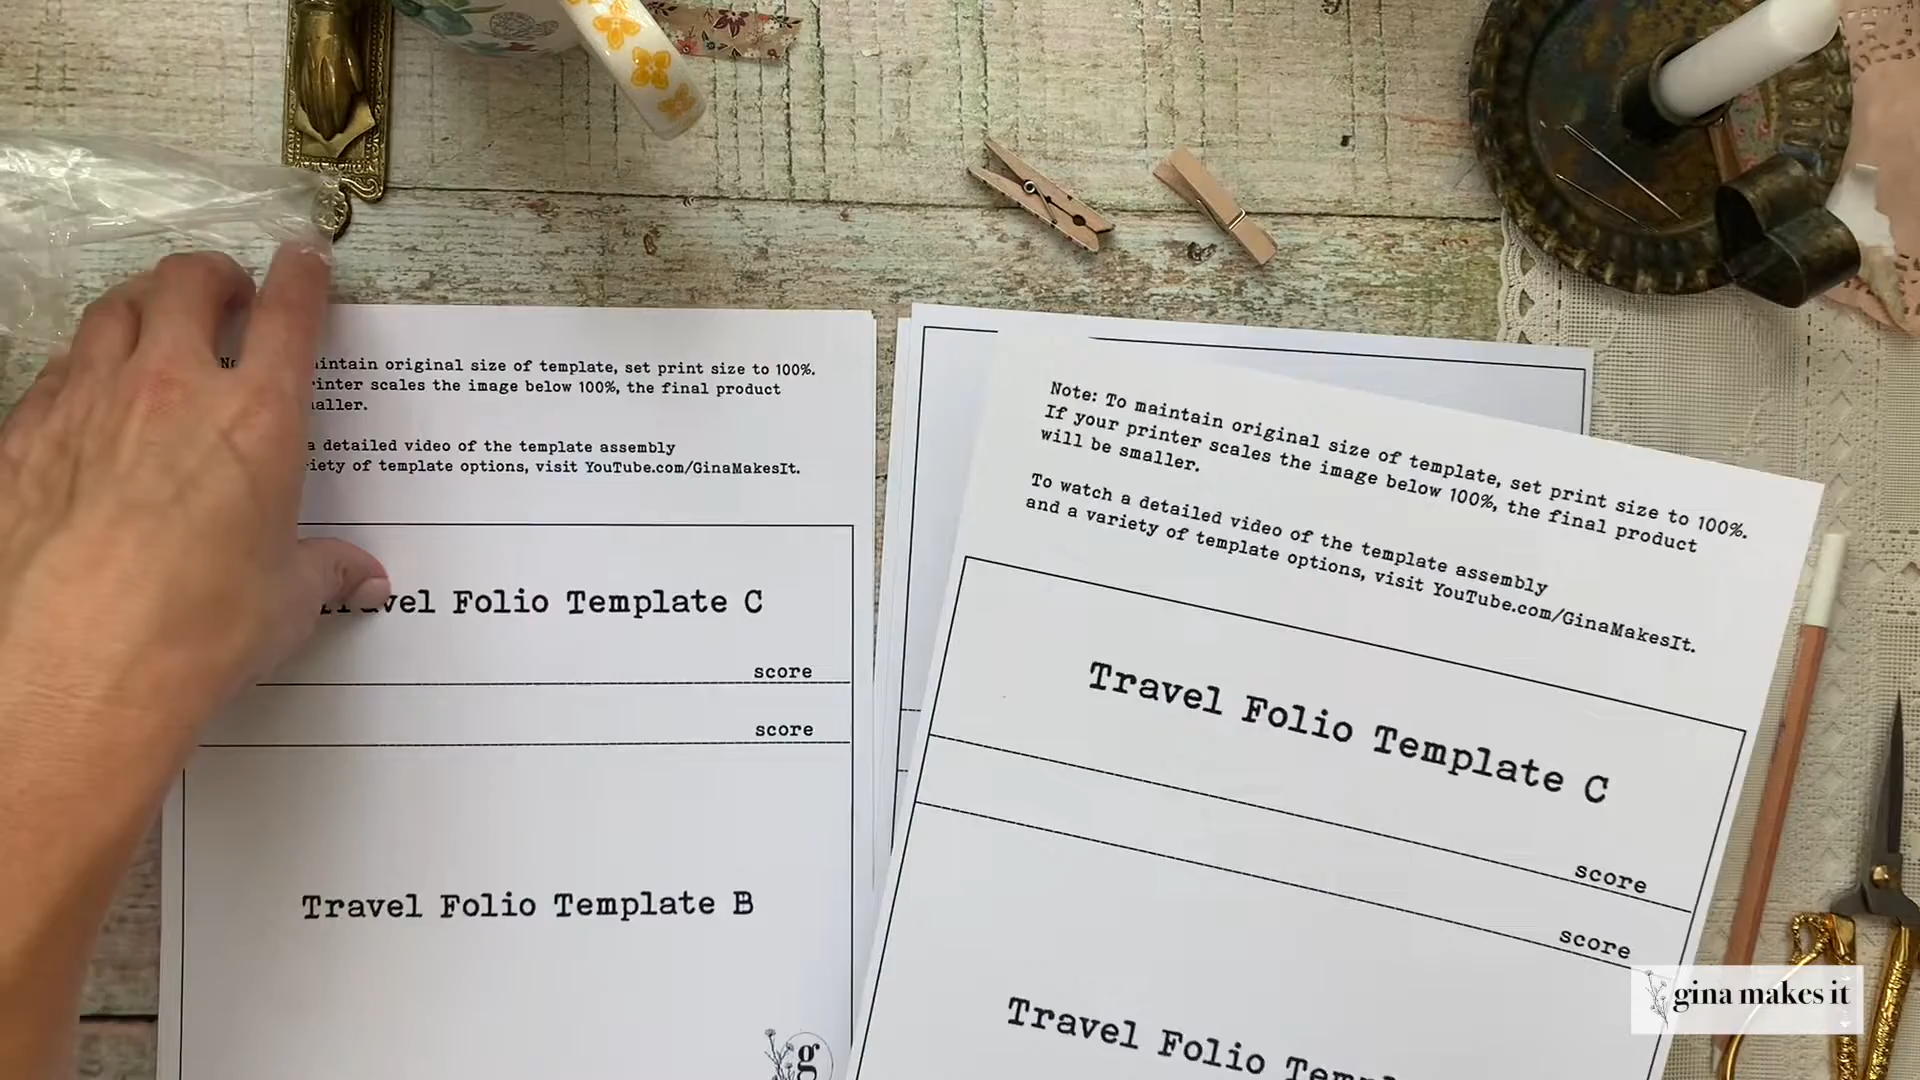 aintain original size of template, set print size to 100%.
rinter scales the image below 100%, the final product
aller.
a detailed video of the template assembly
riety of template options, visit YouTube.com/GinaMakesIt.
Travel Folio Template C
score
score
Travel Folio Template B
g
Note: To maintain original size of template, set print size to 100%.
If your printer scales the image below 100%, the final product
will be smaller.
To watch a detailed video of the template assembly
and a variety of template options, visit YouTube.com/GinaMakesIt.
Travel Folio Template C
score
score
Travel Folio Temp
gina makes it